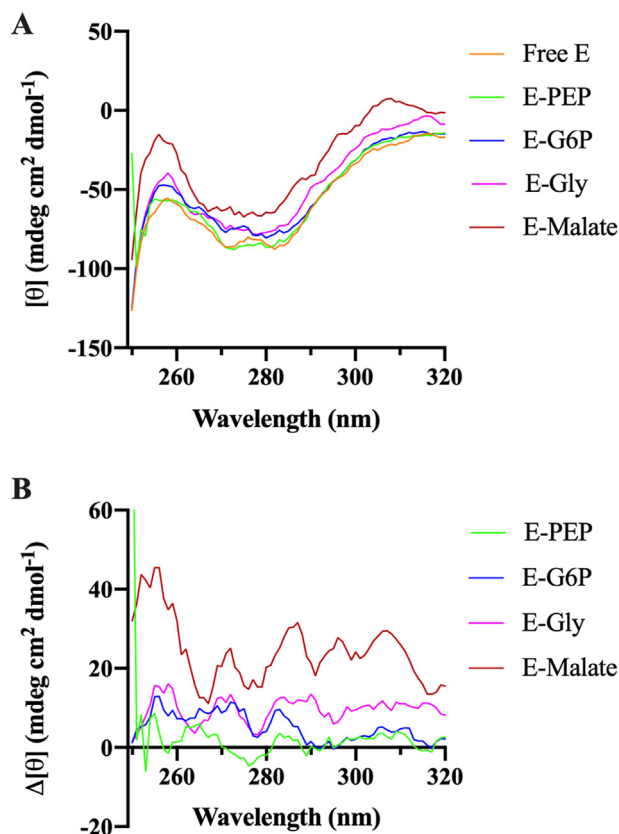 A
50
0
-50
-100
-150
[θ] (mdeg cm² dmol⁻¹)
260 280 300 320
Wavelength (nm)
Free E
E-PEP
E-G6P
E-Gly
E-Malate
B
60
40
20
0
-20
Δ[θ] (mdeg cm² dmol⁻¹)
260 280 300 320
Wavelength (nm)
E-PEP
E-G6P
E-Gly
E-Malate